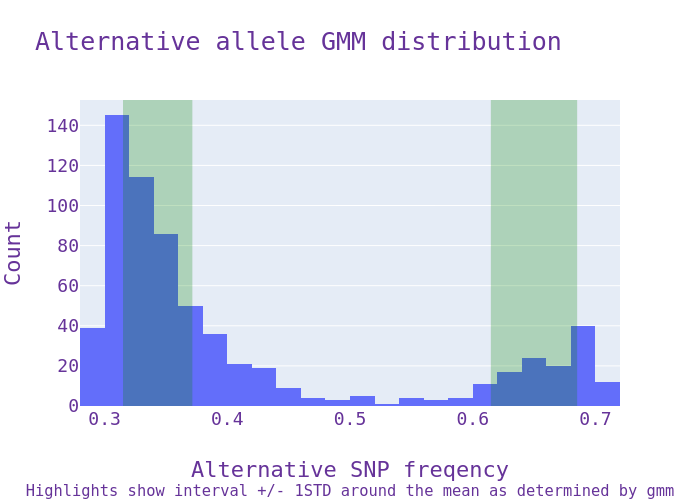 Alternative allele GMM distribution
Count
140
120
100
80
60
40
20
0
0.3 0.4 0.5 0.6 0.7
Alternative SNP freqency
Highlights show interval +/- 1STD around the mean as determined by gmm